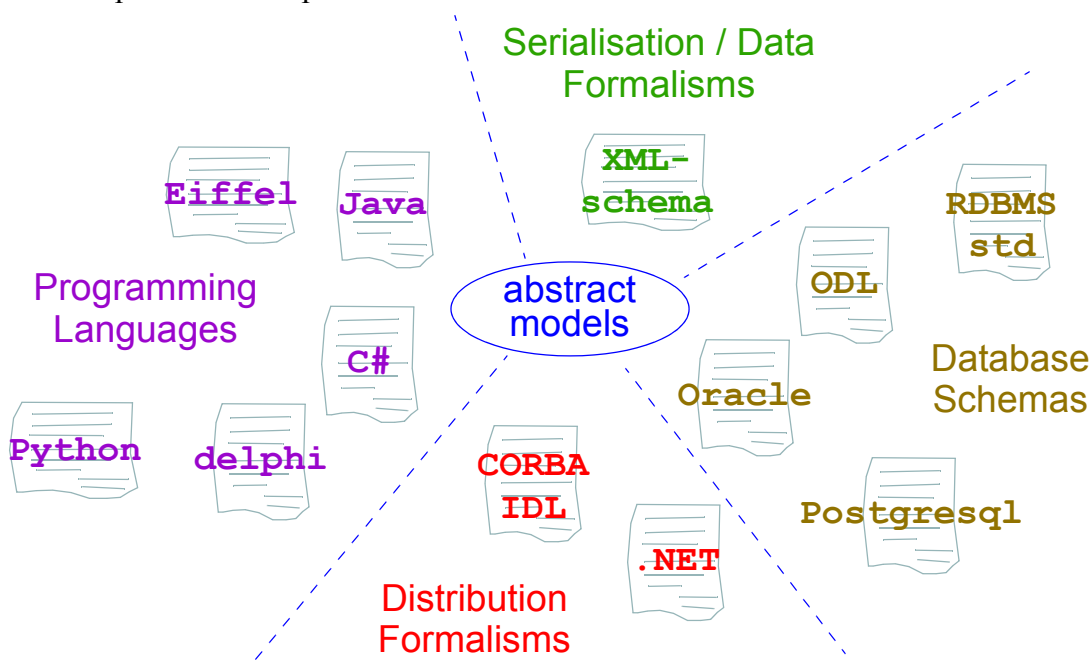 Serialisation / Data
Formalisms
XML-
schema
Eiffel
Java
RDBMS
std
ODL
Programming
Languages
abstract
models
C#
Database
Schemas
Oracle
Python
delphi
CORBA
IDL
Postgresql
.NET
Distribution
Formalisms